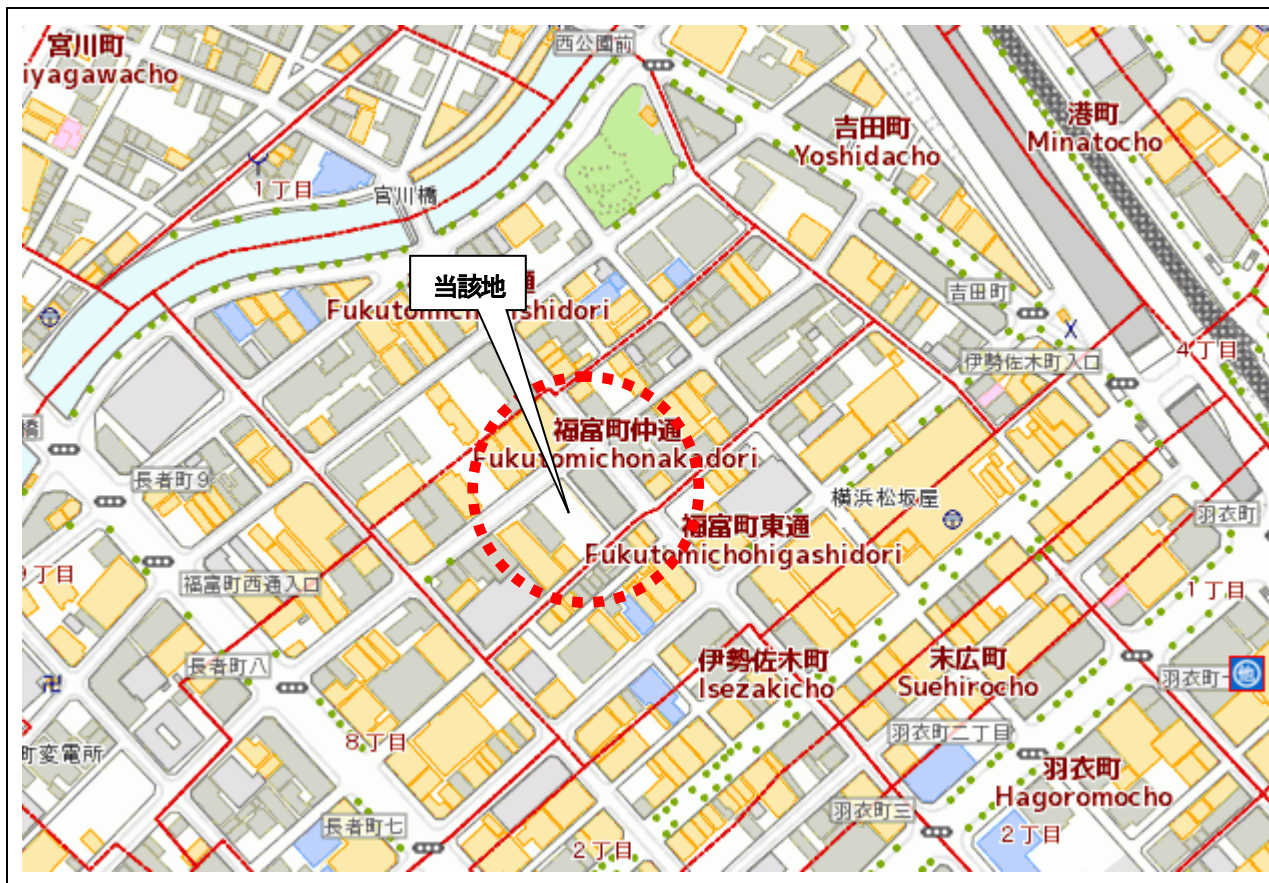 宮川町
iyagawacho
西公園前
吉田町
Yoshidacho
港町
Minatocho
1丁目
宮川橋
当該地
通
Fukutomich
shidori
吉田町
伊勢佐木町入口
4丁目
福富町仲通
Fukutomichonakadori
橋
長者町9
横浜松坂屋
羽衣町
福富町東通
Fukutomichohigashidori
9丁目
福富町西通入口
1丁目
長者町八
伊勢佐木町
Isezakicho
末広町
Suehirocho
羽衣町一
他
町変電所
8丁目
羽衣町二丁目
羽衣町
Hagoromocho
長者町七
羽衣町三
2丁目
2丁目